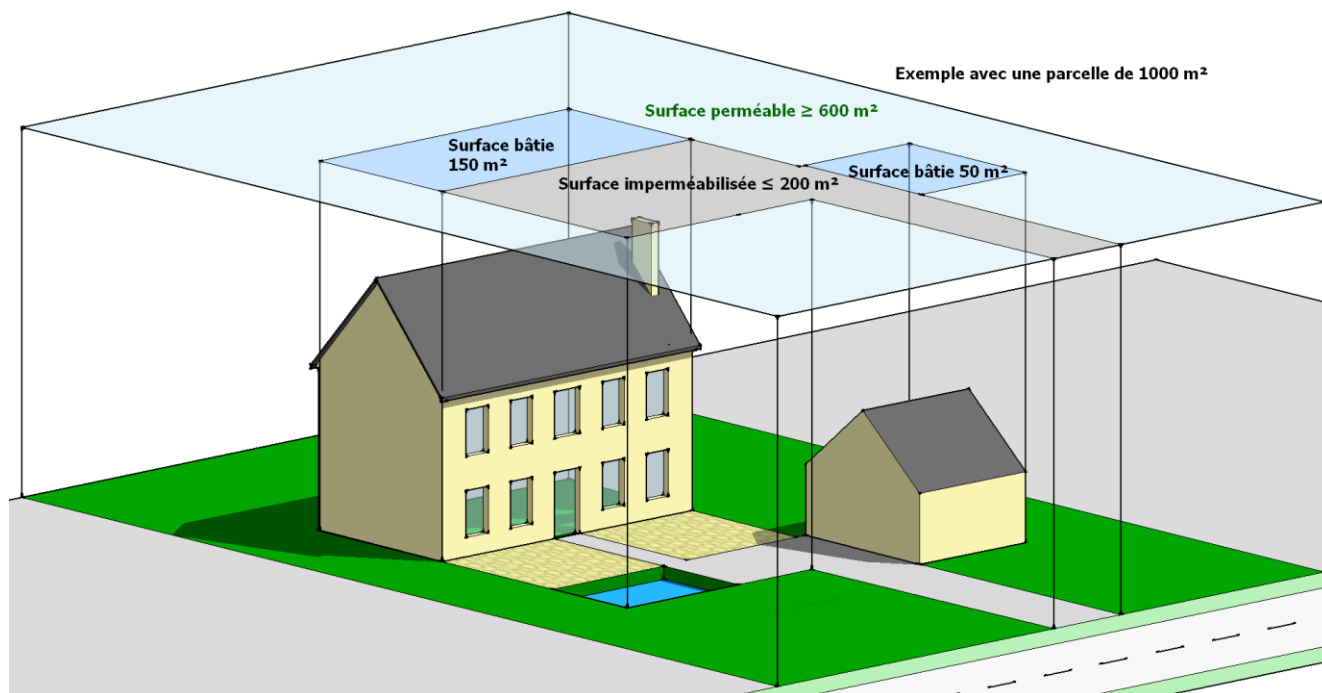 Exemple avec une parcelle de 1000 m²
Surface perméable ≥ 600 m²
Surface bâtie
150 m²
Surface bâtie 50 m²
Surface imperméabilisée ≤ 200 m²